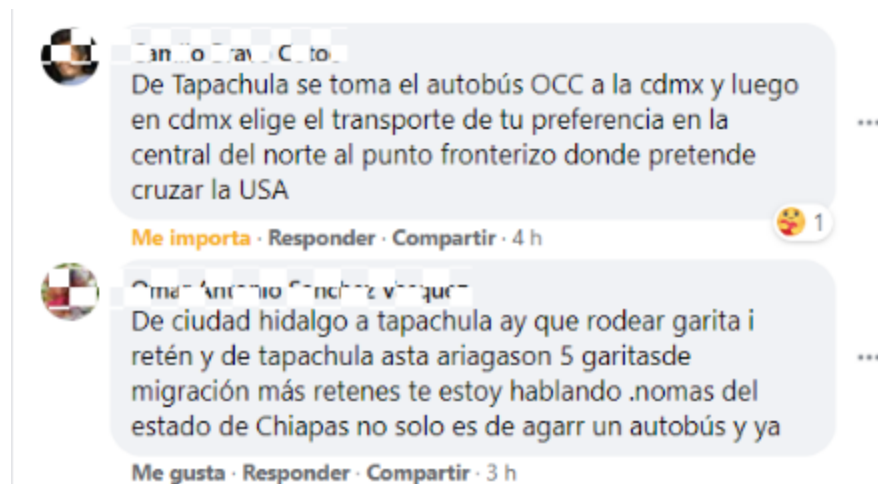 De Tapachula se toma el autobús OCC a la cdmx y luego
en cdmx elige el transporte de tu preferencia en la
central del norte al punto fronterizo donde pretende
cruzar la USA
1
Me importa · Responder · Compartir · 4 h
De ciudad hidalgo a tapachula ay que rodear garita i
retén y de tapachula asta ariagason 5 garitasde
migración más retenes te estoy hablando .nomas del
estado de Chiapas no solo es de agarr un autobús y ya
Me gusta · Responder · Compartir · 3 h